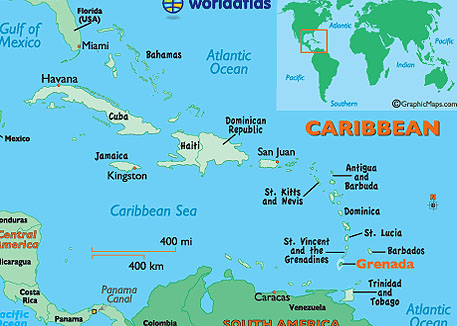 worldatlas
Florida
(USA)
Gulf of
Mexico
Miami
Bahamas
Atlantic
Ocean
Atlantic
Pacific
Indian
Pacific
Southern
©GraphicMaps.com
Havana
Cuba
Mexico
Dominican
Republic
Haiti
San Juan
CARIBBEAN
Jamaica
Kingston
Antigua
and
Barbuda
St. Kitts
and Nevis
Caribbean Sea
Dominica
St. Lucia
St. Vincent
and the
Grenadines
Barbados
Grenada
400 mi
400 km
Honduras
Central
America
Nicaragua
Costa
Rica
Panama
Canal
Panama
Colombia
Caracas
Venezuela
Trinidad
and
Tobago
SOUTH AMERICA
Atlantic
Ocean